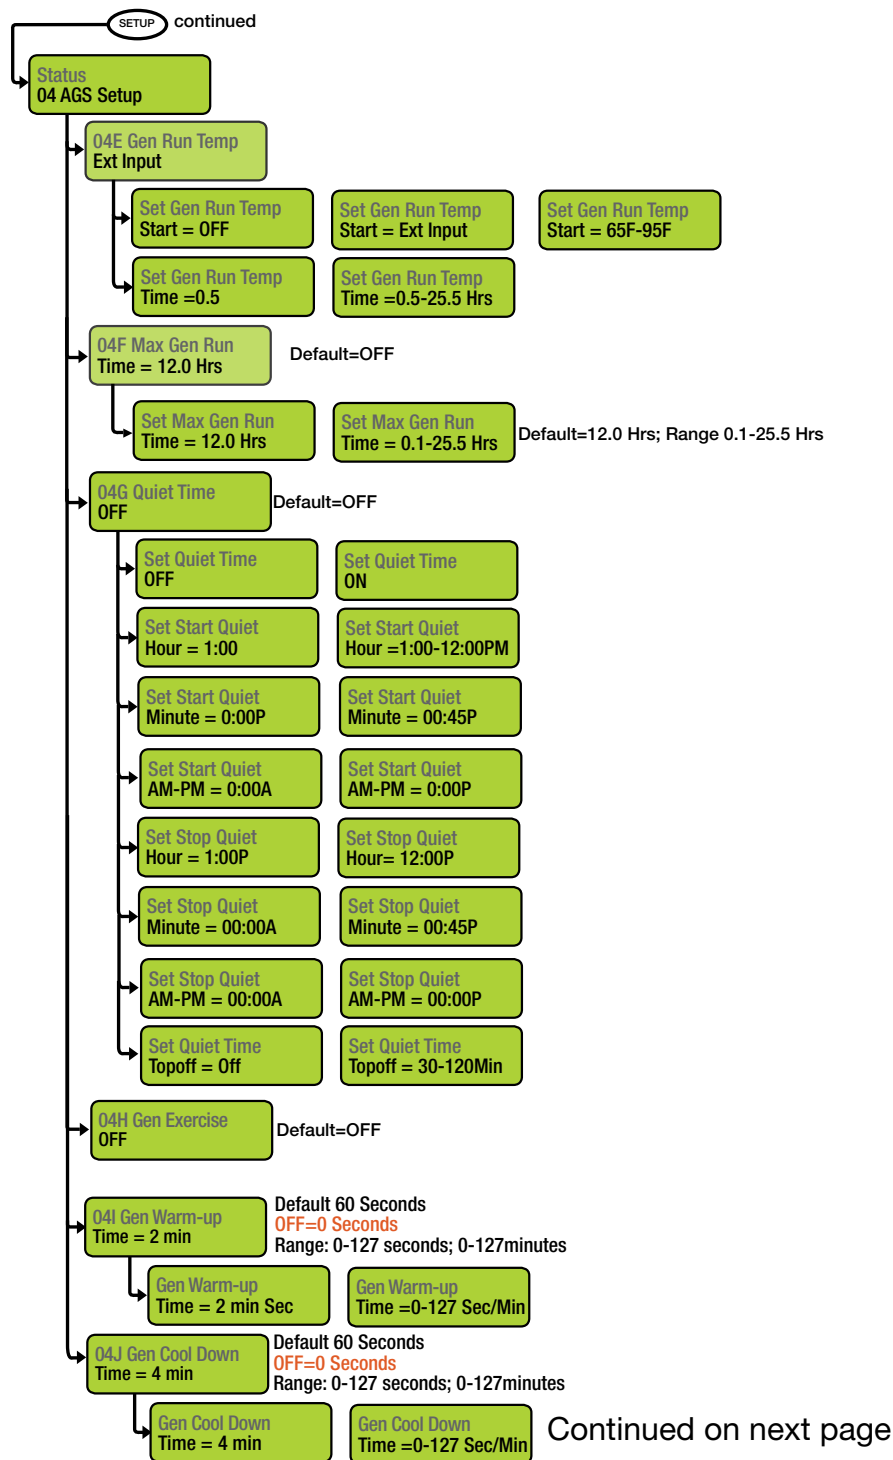 SETUP continued
Status
04 AGS Setup
04E Gen Run Temp
Ext Input
Set Gen Run Temp
Start = OFF
Set Gen Run Temp
Start = Ext Input
Set Gen Run Temp
Start = 65F-95F
Set Gen Run Temp
Time =0.5
Set Gen Run Temp
Time =0.5-25.5 Hrs
04F Max Gen Run
Time = 12.0 Hrs
Default=OFF
Set Max Gen Run
Time = 12.0 Hrs
Set Max Gen Run
Time = 0.1-25.5 Hrs
Default=12.0 Hrs; Range 0.1-25.5 Hrs
04G Quiet Time
OFF
Default=OFF
Set Quiet Time
OFF
Set Quiet Time
ON
Set Start Quiet
Hour = 1:00
Set Start Quiet
Hour =1:00-12:00PM
Set Start Quiet
Minute = 0:00P
Set Start Quiet
Minute = 00:45P
Set Start Quiet
AM-PM = 0:00A
Set Start Quiet
AM-PM = 0:00P
Set Stop Quiet
Hour = 1:00P
Set Stop Quiet
Hour= 12:00P
Set Stop Quiet
Minute = 00:00A
Set Stop Quiet
Minute = 00:45P
Set Stop Quiet
AM-PM = 00:00A
Set Stop Quiet
AM-PM = 00:00P
Set Quiet Time
Topoff = Off
Set Quiet Time
Topoff = 30-120Min
04H Gen Exercise
OFF
Default=OFF
04I Gen Warm-up
Time = 2 min
Default 60 Seconds
OFF=0 Seconds
Range: 0-127 seconds; 0-127minutes
Gen Warm-up
Time = 2 min Sec
Gen Warm-up
Time =0-127 Sec/Min
04J Gen Cool Down
Time = 4 min
Default 60 Seconds
OFF=0 Seconds
Range: 0-127 seconds; 0-127minutes
Gen Cool Down
Time = 4 min
Gen Cool Down
Time =0-127 Sec/Min
Continued on next page